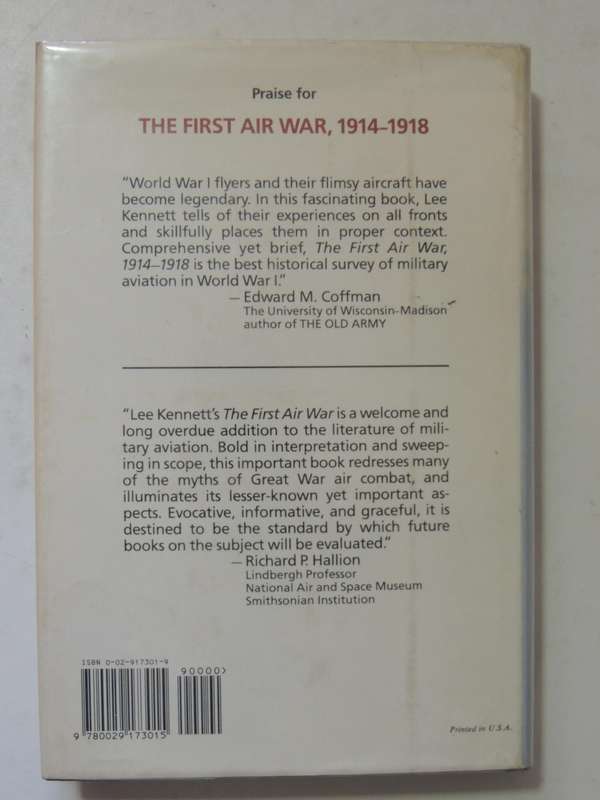 Praise for
THE FIRST AIR WAR, 1914–1918
"World War I flyers and their flimsy aircraft have
become legendary. In this fascinating book, Lee
Kennett tells of their experiences on all fronts
and skillfully places them in proper context.
Comprehensive yet brief, The First Air War,
1914–1918 is the best historical survey of military
aviation in World War I."
— Edward M. Coffman
The University of Wisconsin–Madison
author of THE OLD ARMY
"Lee Kennett's The First Air War is a welcome and
long overdue addition to the literature of mili-
tary aviation. Bold in interpretation and sweep-
ing in scope, this important book redresses many
of the myths of Great War air combat, and
illuminates its lesser-known yet important as-
pects. Evocative, informative, and graceful, it is
destined to be the standard by which future
books on the subject will be evaluated."
— Richard P. Hallion
Lindbergh Professor
National Air and Space Museum
Smithsonian Institution
ISBN 0-02-917301-9
90000>
9 780029 173015
Printed in U.S.A.